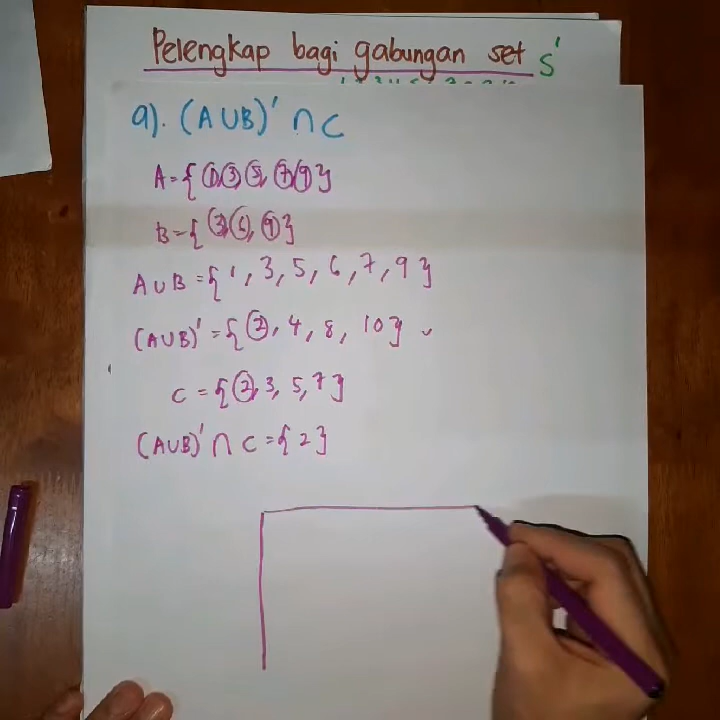 Pelengkap bagi gabungan set S'
a). (A∪B)' ∩ C
A={1,3,5,7,9}
B={3,6,9}
A∪B={1,3,5,6,7,9}
(A∪B)'={2,4,8,10}
C={2,3,5,7}
(A∪B)' ∩ C={2}